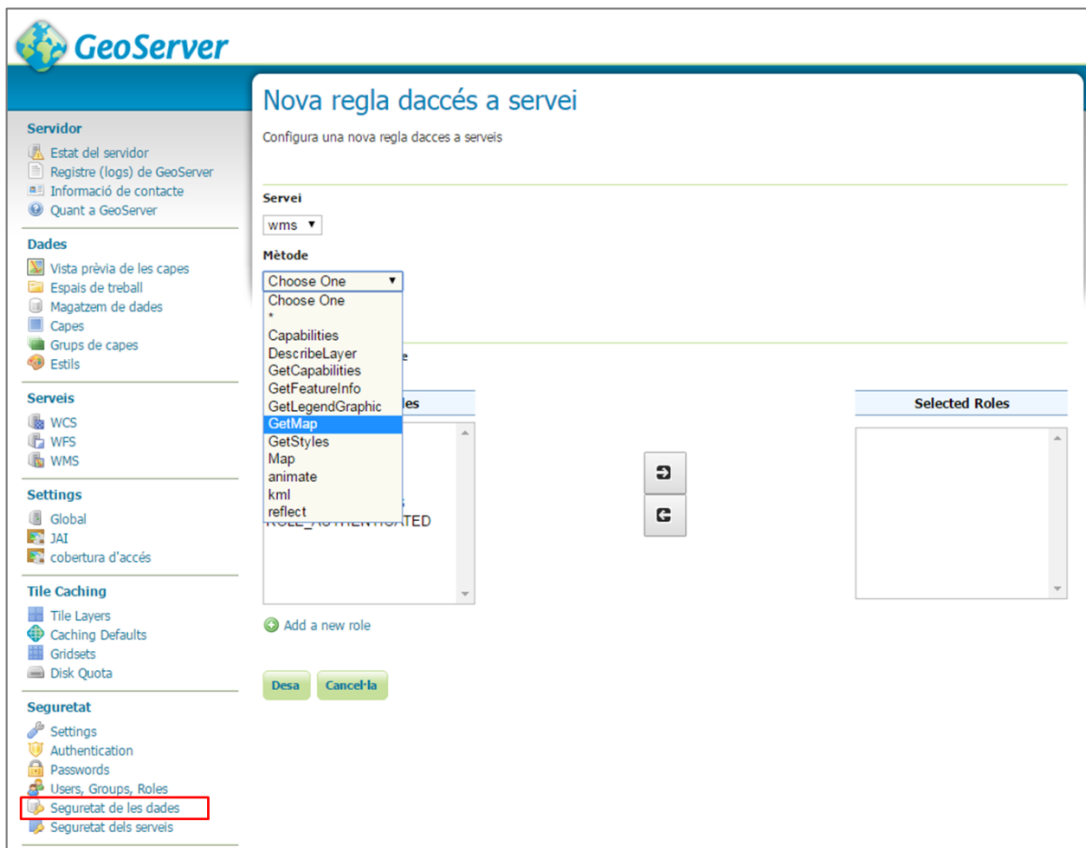 GeoServer
Servidor
Estat del servidor
Registre (logs) de GeoServer
Informació de contacte
Quant a GeoServer
Dades
Vista prèvia de les capes
Espais de treball
Magatzem de dades
Capes
Grups de capes
Estils
Serveis
WCS
WFS
WMS
Settings
Global
JAI
cobertura d'accés
Tile Caching
Tile Layers
Caching Defaults
Gridsets
Disk Quota
Seguretat
Settings
Authentication
Passwords
Users, Groups, Roles
Seguretat de les dades
Seguretat dels serveis
Nova regla daccés a servei
Configura una nova regla dacces a serveis
Servei
wms
Mètode
Choose One
Choose One
*
Capabilities
DescribeLayer
GetCapabilities
GetFeatureInfo
GetLegendGraphic
GetMap
GetStyles
Map
animate
kml
reflect
ROLE_AUTHENTICATED
Selected Roles
Add a new role
Desa
Cancel·la